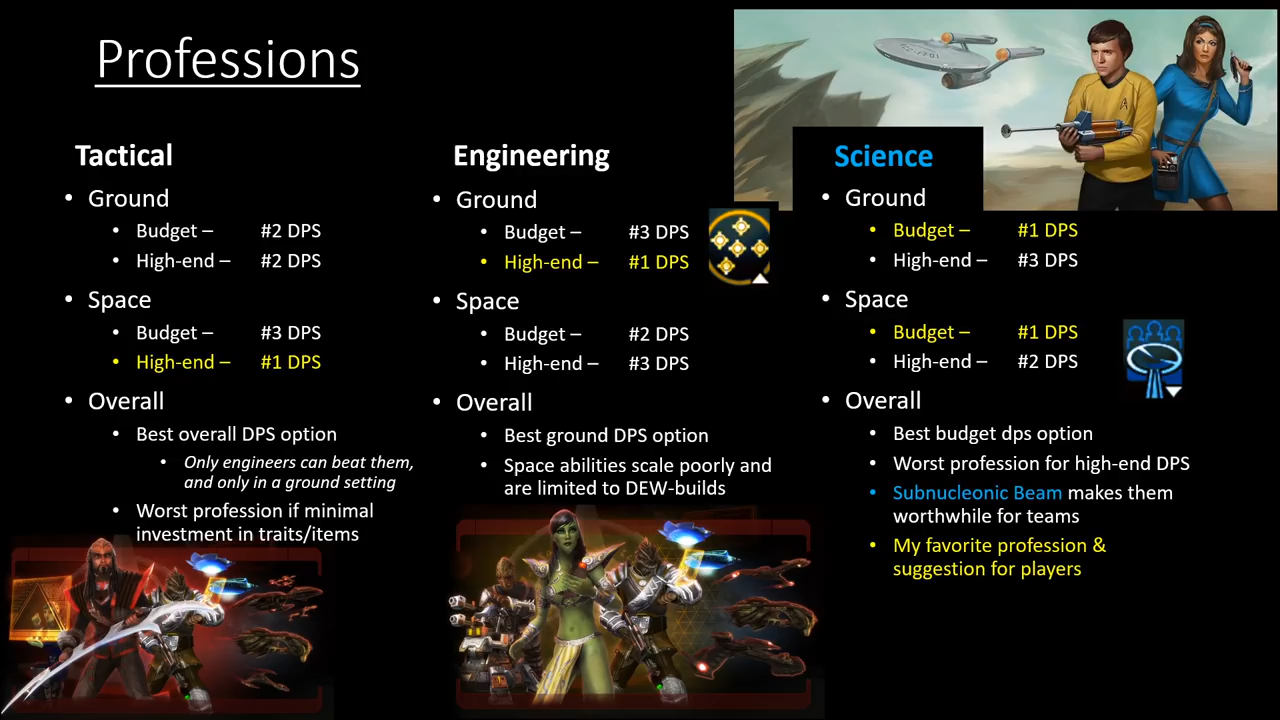 Professions
Tactical
• Ground
• Budget – #2 DPS
• High-end – #2 DPS
• Space
• Budget – #3 DPS
• High-end – #1 DPS
• Overall
• Best overall DPS option
• Only engineers can beat them,
and only in a ground setting
• Worst profession if minimal
investment in traits/items
Engineering
• Ground
• Budget – #3 DPS
• High-end – #1 DPS
• Space
• Budget – #2 DPS
• High-end – #3 DPS
• Overall
• Best ground DPS option
• Space abilities scale poorly and
are limited to DEW-builds
Science
• Ground
• Budget – #1 DPS
• High-end – #3 DPS
• Space
• Budget – #1 DPS
• High-end – #2 DPS
• Overall
• Best budget dps option
• Worst profession for high-end DPS
• Subnucleonic Beam makes them
worthwhile for teams
• My favorite profession &
suggestion for players